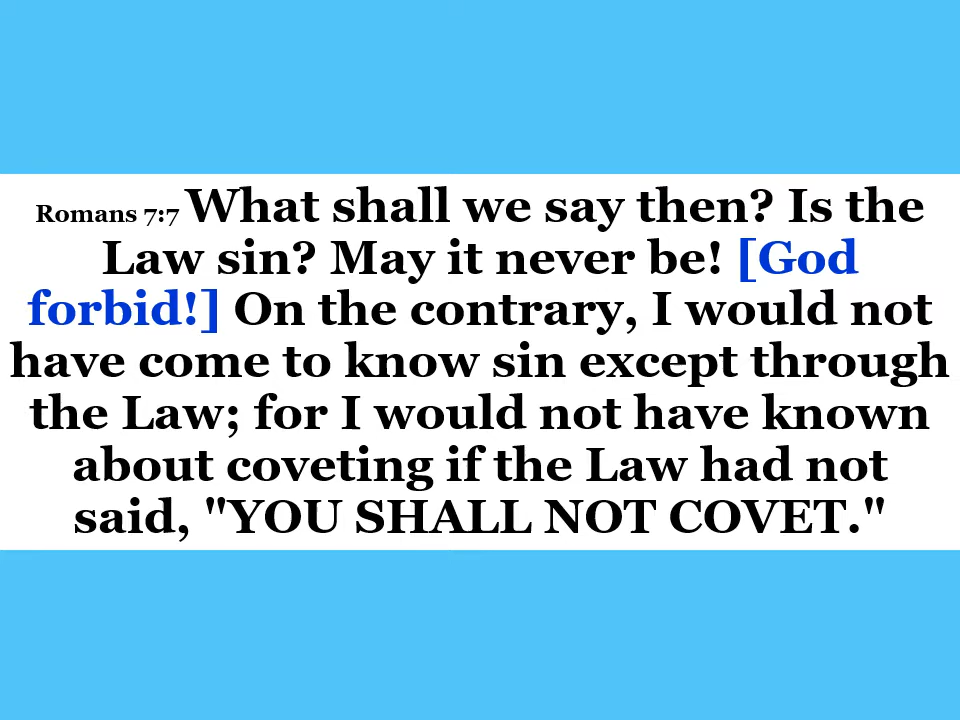 Romans 7:7 What shall we say then? Is the
Law sin? May it never be! [God
forbid!] On the contrary, I would not
have come to know sin except through
the Law; for I would not have known
about coveting if the Law had not
said, "YOU SHALL NOT COVET."